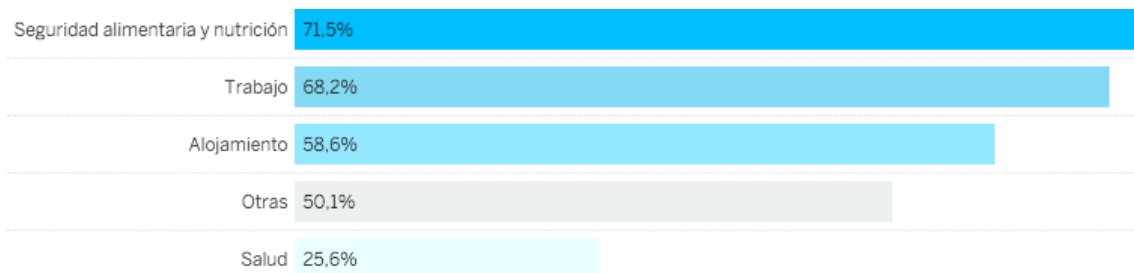 Seguridad alimentaria y nutrición 71,5%
Trabajo 68,2%
Alojamiento 58,6%
Otras 50,1%
Salud 25,6%